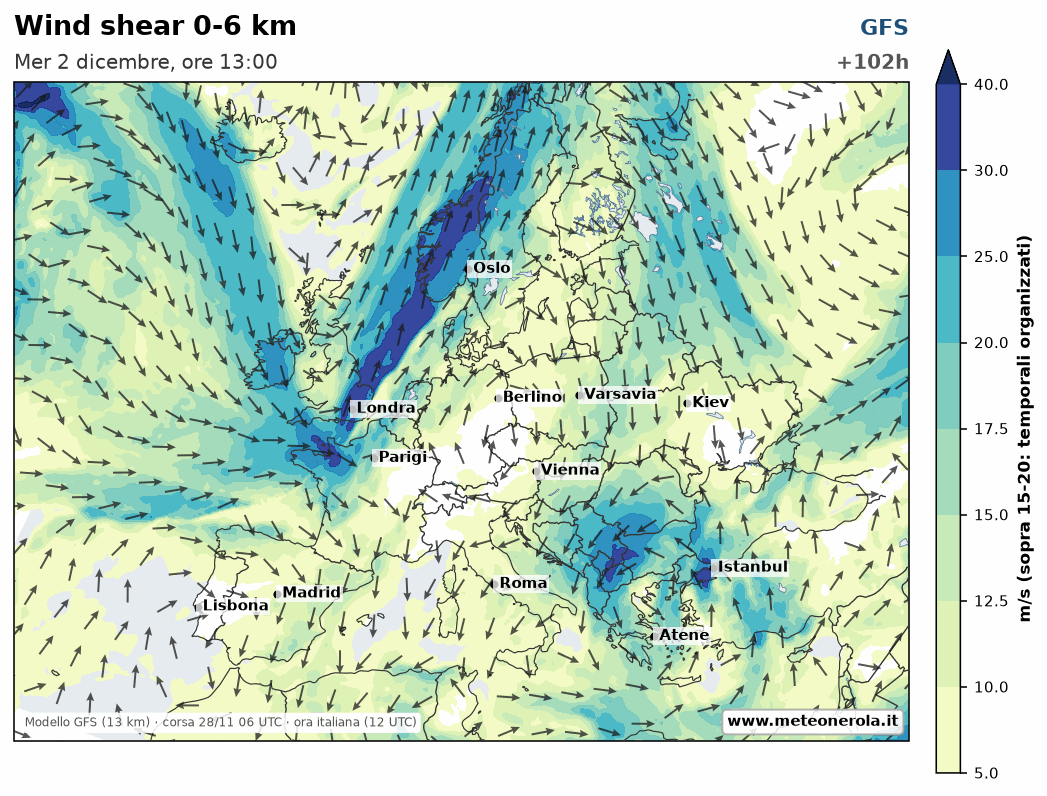 Wind shear 0-6 km
GFS
Mer 2 dicembre, ore 13:00
+102h
40.0
30.0
25.0
20.0
17.5
15.0
12.5
10.0
5.0
m/s (sopra 15-20: temporali organizzati)
Oslo
Londra
Berlino
Varsavia
Kiev
Parigi
Vienna
Istanbul
Roma
Madrid
Lisbona
Atene
Modello GFS (13 km) · corsa 28/11 06 UTC · ora italiana (12 UTC)
www.meteonerola.it